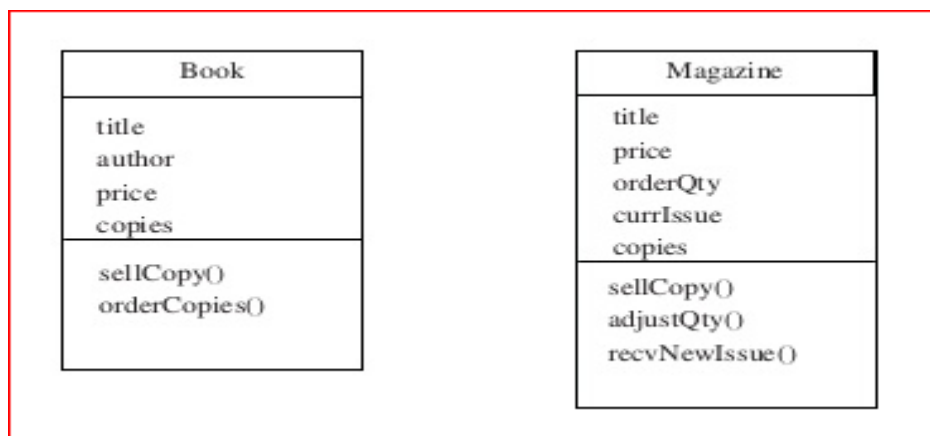 Book
title
author
price
copies
sellCopy()
orderCopies()
Magazine
title
price
orderQty
currIssue
copies
sellCopy()
adjustQty()
recvNewIssue()